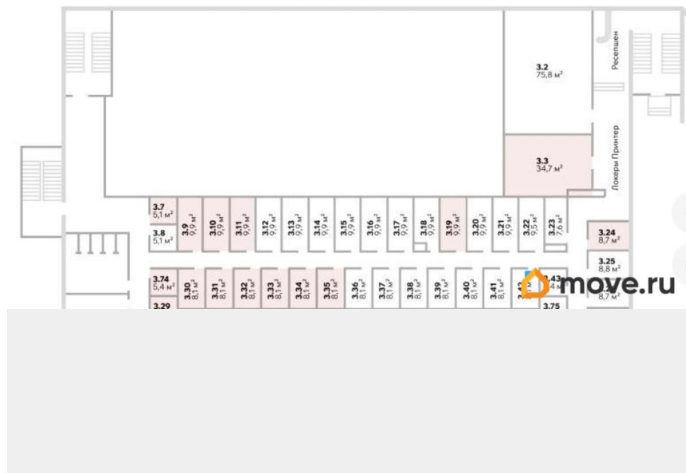 3.2
75,8 м²
Ресепшен
3.3
34,7 м²
Локеры Принтер
3.7
5,1 м²
3.8
5,1 м²
3.9
9,9 м²
3.10
9,9 м²
3.11
9,9 м²
3.12
9,9 м²
3.13
9,9 м²
3.14
9,9 м²
3.15
9,9 м²
3.16
9,9 м²
3.17
9,9 м²
3.18
9,9 м²
3.19
9,9 м²
3.20
9,9 м²
3.21
9,9 м²
3.22
9,5 м²
3.23
7,6 м²
3.24
8,7 м²
3.25
8,8 м²
3.74
5,4 м²
3.29
3.30
8,1 м²
3.31
8,1 м²
3.32
8,1 м²
3.33
8,1 м²
3.34
8,1 м²
3.35
8,1 м²
3.36
8,1 м²
3.37
8,1 м²
3.38
8,1 м²
3.39
8,1 м²
3.40
8,1 м²
3.41
8,1 м²
3.43
move.ru
8,7 м²
3.75